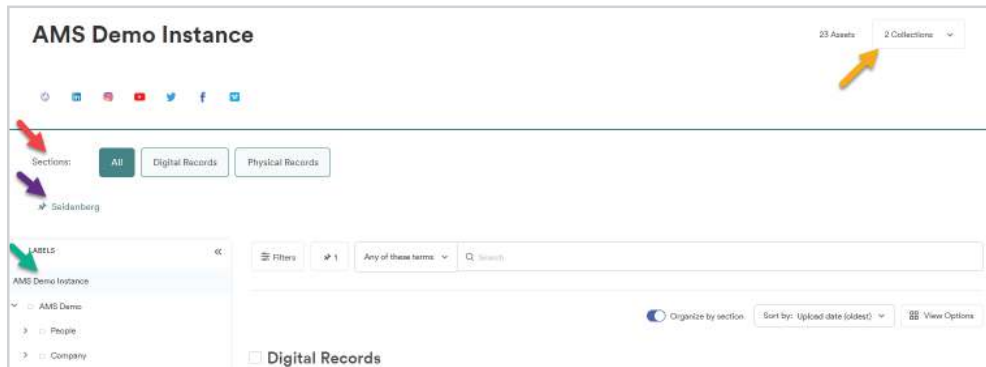 AMS Demo Instance
23 Assets 2 Collections
Sections: All Digital Records Physical Records
Seidenberg
LABELS
Filters 1 Any of these terms Search
AMS Demo Instance
AMS Demo
Organize by section Sort by: Upload date (oldest) View Options
People
Company
Digital Records